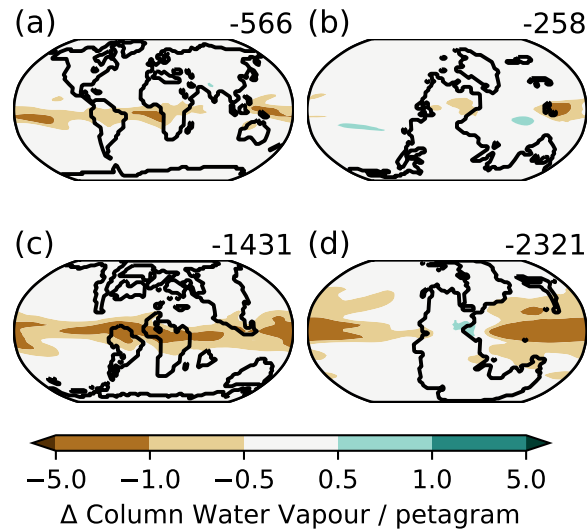 (a) -566
(b) -258
(c) -1431
(d) -2321
−5.0 −1.0 −0.5 0.5 1.0 5.0
Δ Column Water Vapour / petagram